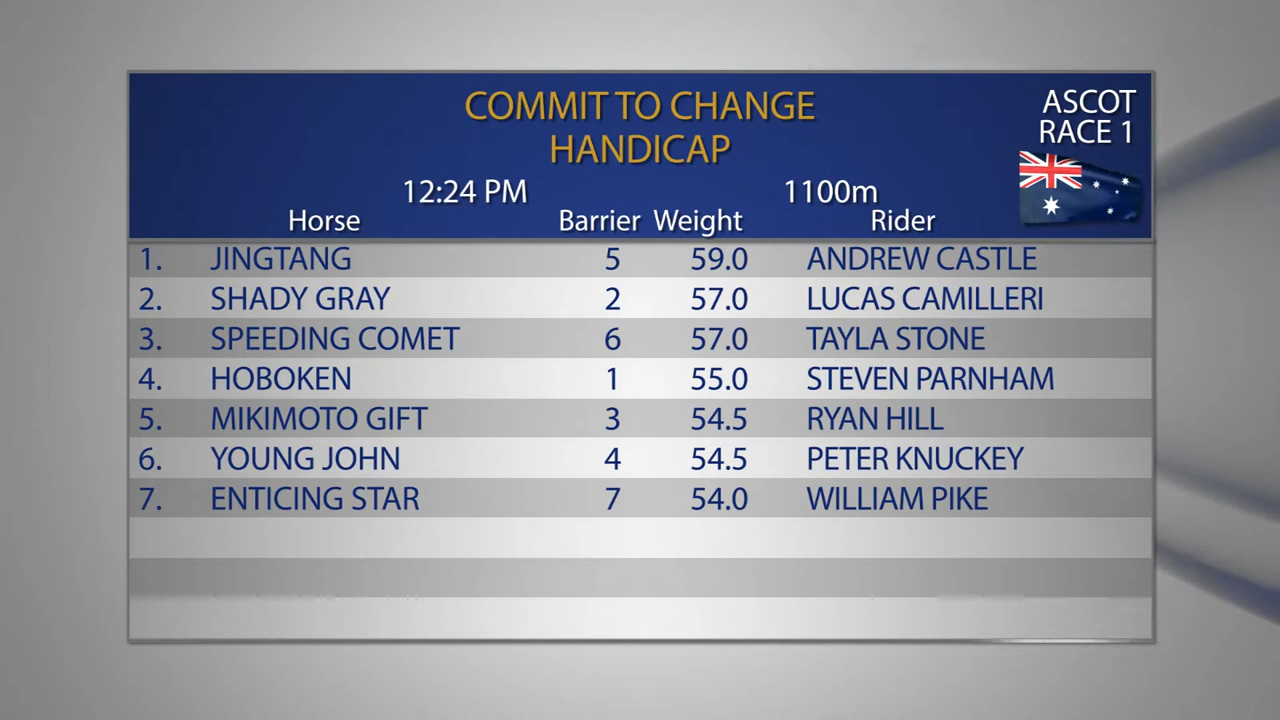 COMMIT TO CHANGE
HANDICAP
ASCOT
RACE 1
12:24 PM 1100m
Horse Barrier Weight Rider
1. JINGTANG 5 59.0 ANDREW CASTLE
2. SHADY GRAY 2 57.0 LUCAS CAMILLERI
3. SPEEDING COMET 6 57.0 TAYLA STONE
4. HOBOKEN 1 55.0 STEVEN PARNHAM
5. MIKIMOTO GIFT 3 54.5 RYAN HILL
6. YOUNG JOHN 4 54.5 PETER KNUCKEY
7. ENTICING STAR 7 54.0 WILLIAM PIKE